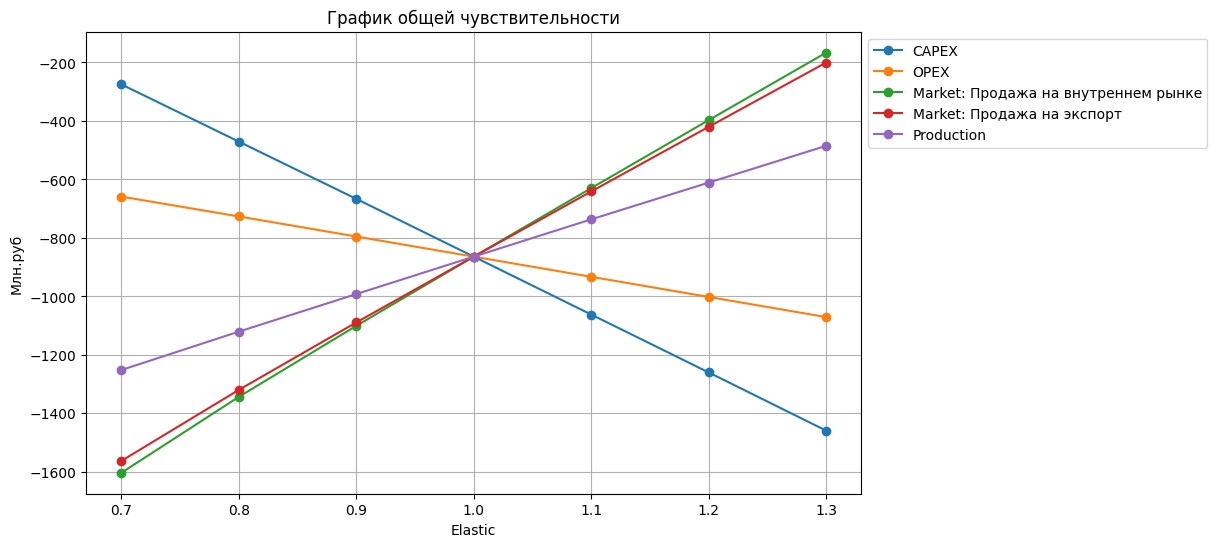 График общей чувствительности
CAPEX
OPEX
Market: Продажа на внутреннем рынке
Market: Продажа на экспорт
Production
Млн.руб
−200
−400
−600
−800
−1000
−1200
−1400
−1600
0.7 0.8 0.9 1.0 1.1 1.2 1.3
Elastic